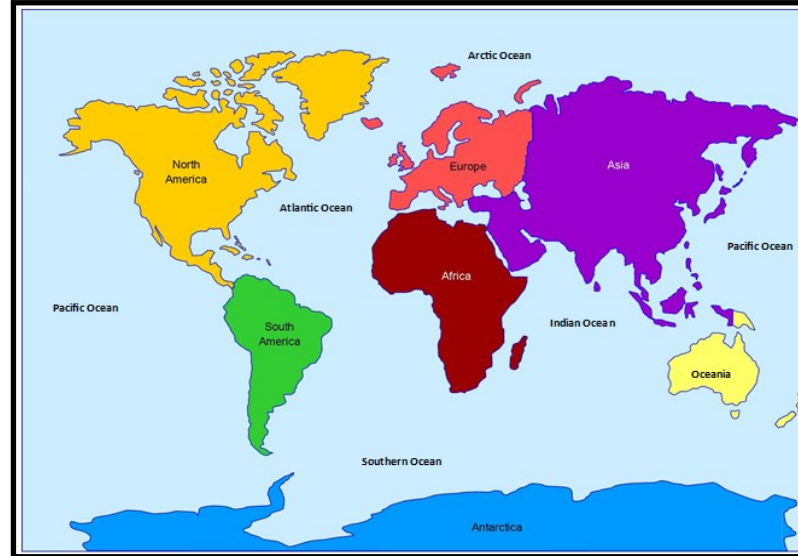 Arctic Ocean
North
America
Europe
Asia
Atlantic Ocean
Pacific Ocean
Africa
Pacific Ocean
South
America
Indian Ocean
Oceania
Southern Ocean
Antarctica